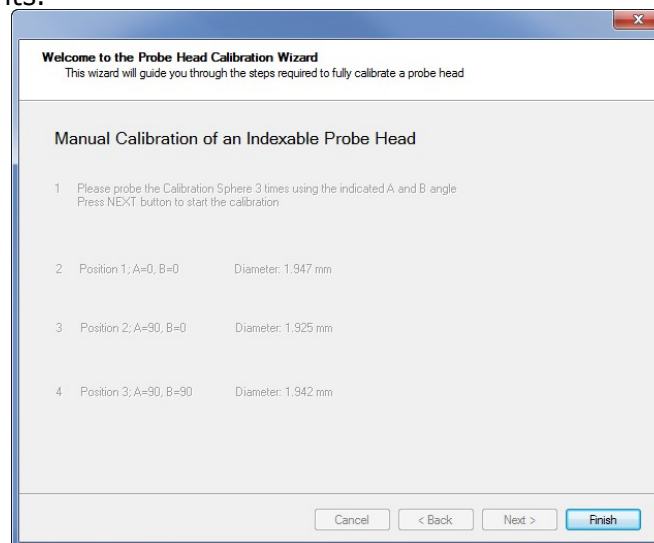 Welcome to the Probe Head Calibration Wizard
This wizard will guide you through the steps required to fully calibrate a probe head
Manual Calibration of an Indexable Probe Head
1 Please probe the Calibration Sphere 3 times using the indicated A and B angle
Press NEXT button to start the calibration
2 Position 1; A=0, B=0 Diameter: 1.947 mm
3 Position 2; A=90, B=0 Diameter: 1.925 mm
4 Position 3; A=90, B=90 Diameter: 1.942 mm
Cancel < Back Next > Finish